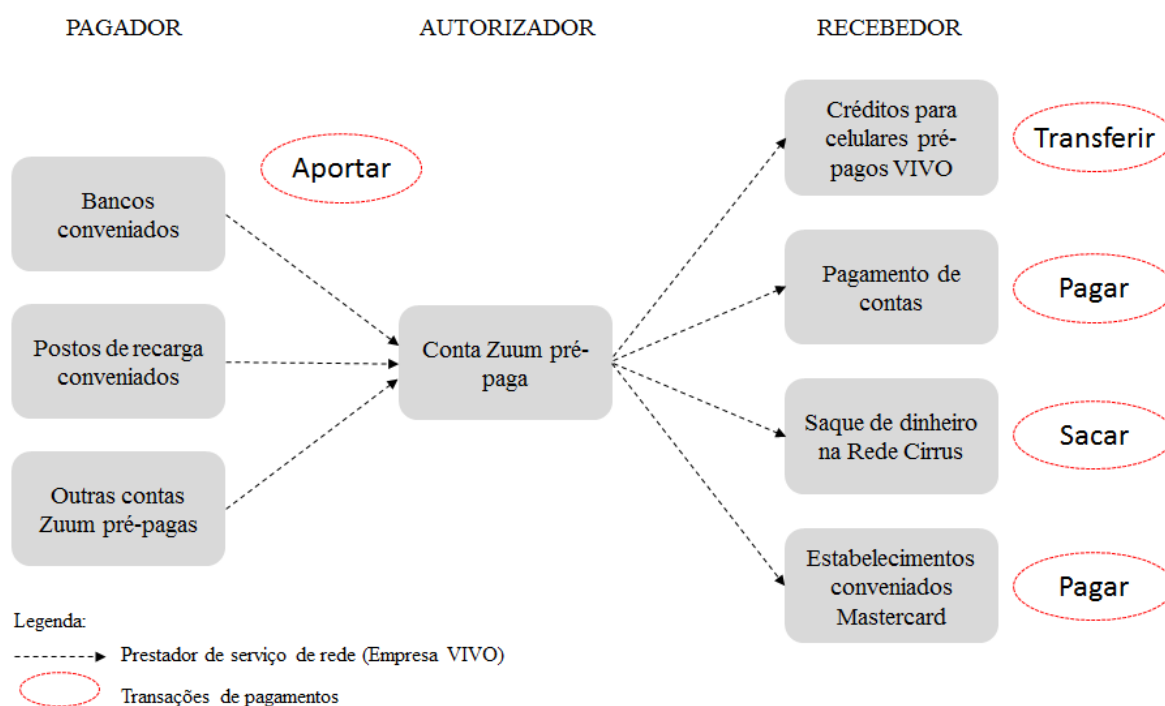 PAGADOR
AUTORIZADOR
RECEBEDOR
Aportar
Bancos
conveniados
Postos de recarga
conveniados
Outras contas
Zuum pré-pagas
Conta Zuum pré-
paga
Créditos para
celulares pré-
pagos VIVO
Transferir
Pagamento de
contas
Pagar
Saque de dinheiro
na Rede Cirrus
Sacar
Estabelecimentos
conveniados
Mastercard
Pagar
Legenda:
Prestador de serviço de rede (Empresa VIVO)
Transações de pagamentos